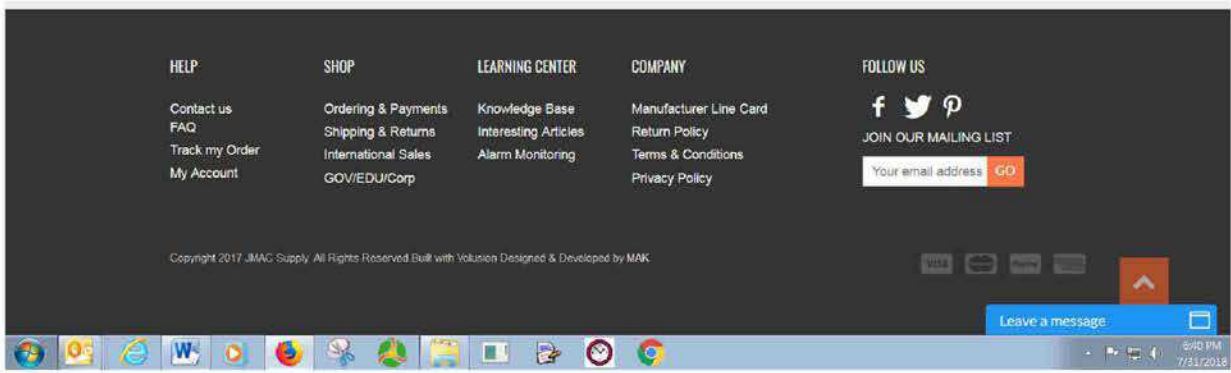 HELP
Contact us
FAQ
Track my Order
My Account
SHOP
Ordering & Payments
Shipping & Returns
International Sales
GOV/EDU/Corp
LEARNING CENTER
Knowledge Base
Interesting Articles
Alarm Monitoring
COMPANY
Manufacturer Line Card
Return Policy
Terms & Conditions
Privacy Policy
FOLLOW US
JOIN OUR MAILING LIST
Your email address GO
Copyright 2017 JMAC Supply. All Rights Reserved.Built with Volusion Designed & Developed by MAK
VISA
Leave a message
6:40 PM
7/31/2018